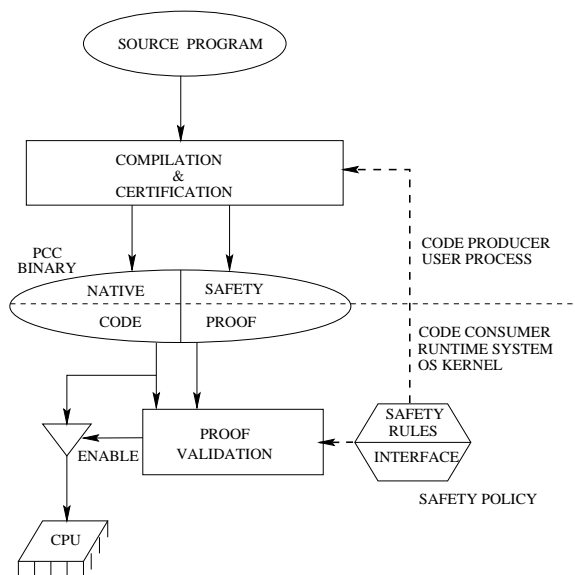 SOURCE PROGRAM
COMPILATION
&
CERTIFICATION
PCC
BINARY
CODE PRODUCER
USER PROCESS
NATIVE SAFETY
CODE PROOF
CODE CONSUMER
RUNTIME SYSTEM
OS KERNEL
SAFETY
RULES
INTERFACE
PROOF
VALIDATION
ENABLE
SAFETY POLICY
CPU